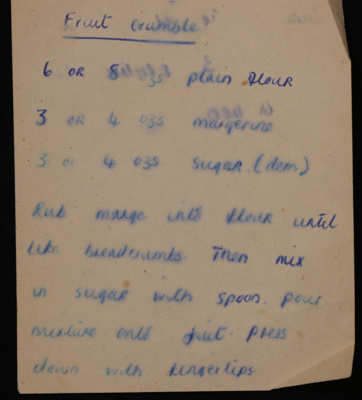 Fruit crumble
6 OR 8 ozs plain flour
3 OR 4 ozs margerine
3 or 4 ozs sugar (dem)
Rub marge into flour until
like breadcrumbs. Then mix
in sugar with spoon. pour
mixture onto fruit. Press
down with fingertips